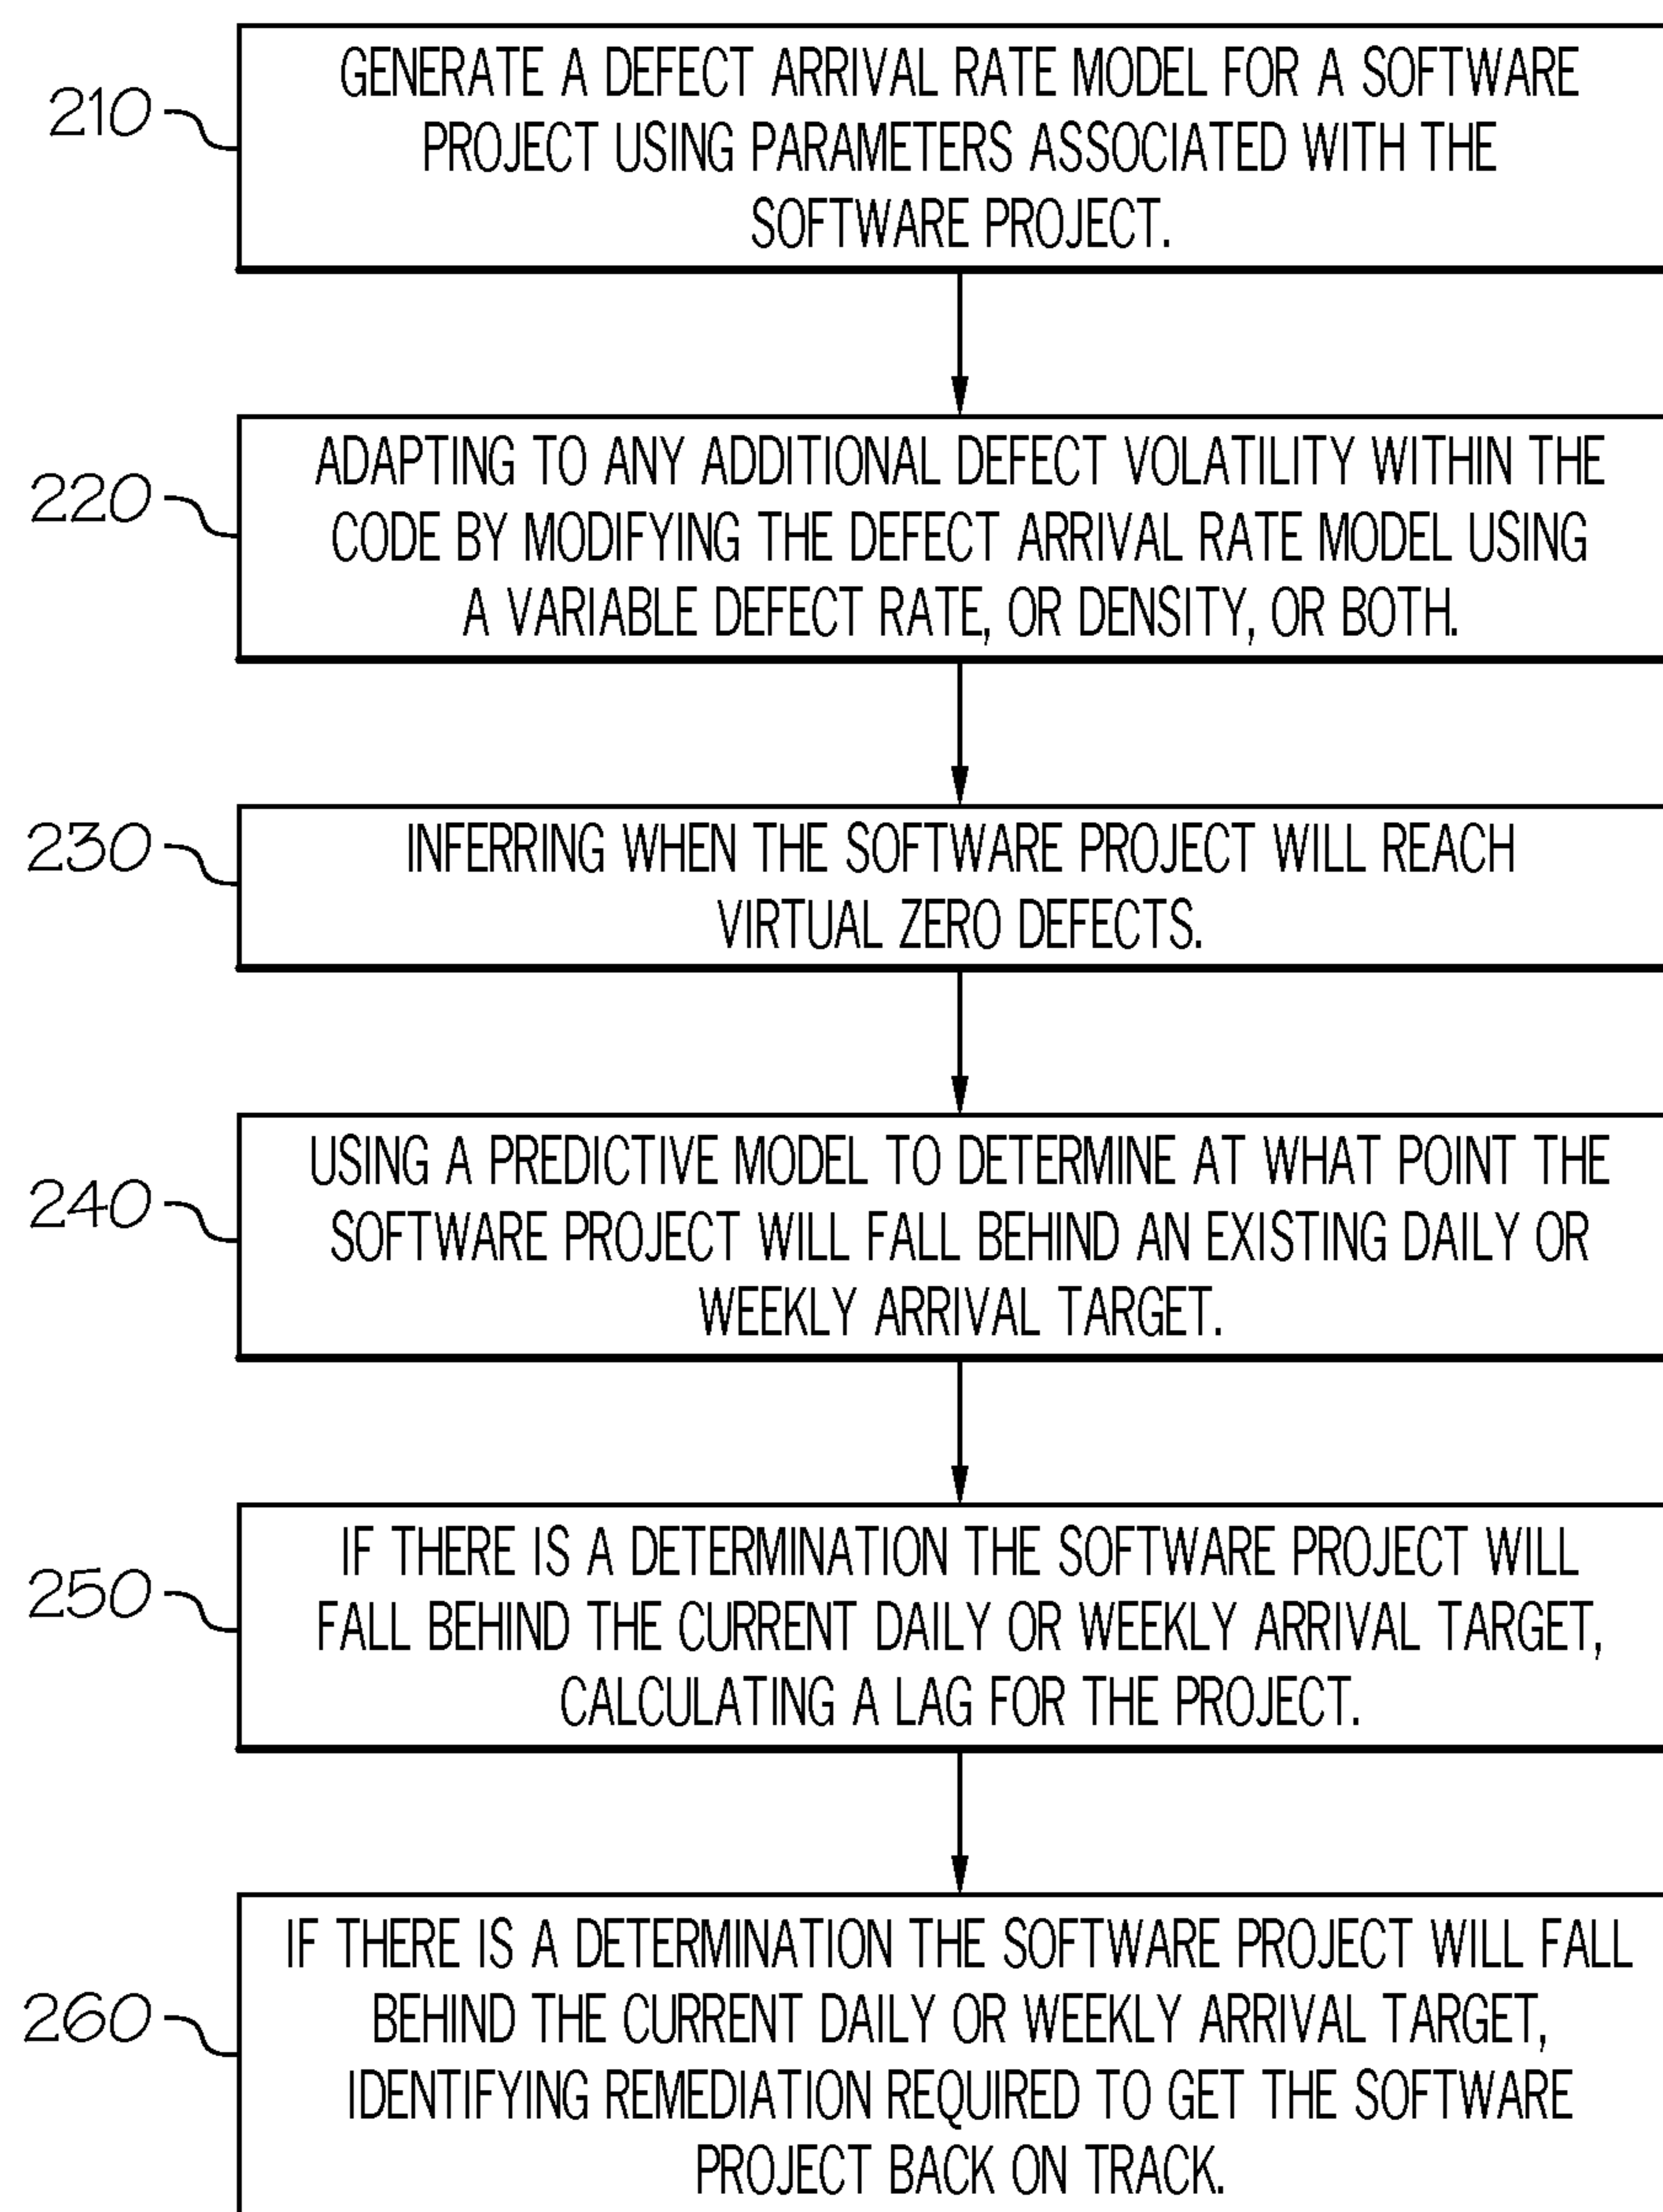 210
GENERATE A DEFECT ARRIVAL RATE MODEL FOR A SOFTWARE
PROJECT USING PARAMETERS ASSOCIATED WITH THE
SOFTWARE PROJECT.
220
ADAPTING TO ANY ADDITIONAL DEFECT VOLATILITY WITHIN THE
CODE BY MODIFYING THE DEFECT ARRIVAL RATE MODEL USING
A VARIABLE DEFECT RATE, OR DENSITY, OR BOTH.
230
INFERRING WHEN THE SOFTWARE PROJECT WILL REACH
VIRTUAL ZERO DEFECTS.
240
USING A PREDICTIVE MODEL TO DETERMINE AT WHAT POINT THE
SOFTWARE PROJECT WILL FALL BEHIND AN EXISTING DAILY OR
WEEKLY ARRIVAL TARGET.
250
IF THERE IS A DETERMINATION THE SOFTWARE PROJECT WILL
FALL BEHIND THE CURRENT DAILY OR WEEKLY ARRIVAL TARGET,
CALCULATING A LAG FOR THE PROJECT.
260
IF THERE IS A DETERMINATION THE SOFTWARE PROJECT WILL FALL
BEHIND THE CURRENT DAILY OR WEEKLY ARRIVAL TARGET,
IDENTIFYING REMEDIATION REQUIRED TO GET THE SOFTWARE
PROJECT BACK ON TRACK.